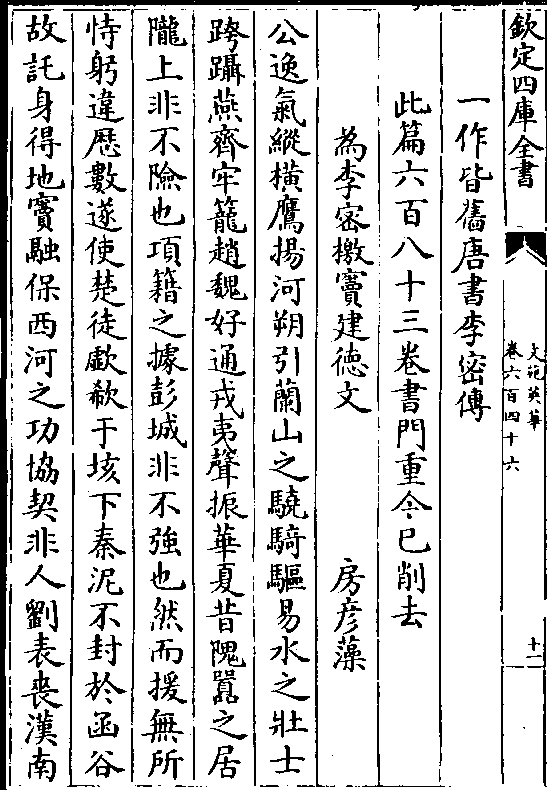 欽定四庫全書
文苑英華
卷六百四十六
十一
一作皆舊唐書李密傳
此篇六百八十三卷書門重今已削去
為李密檄竇建徳文 房彦藻
公逸氣縱横鷹揚河朔引蘭山之驍騎驅易水之壯士
跨躡燕齊牢籠趙魏好通戎夷聲振華夏昔隗囂之居
隴上非不險也項籍之據彭城非不強也然而援無所
恃躬違歴數遂使楚徒歔欷于垓下秦泥不封於函谷
故託身得地竇融保西河之功協契非人劉表喪漢南